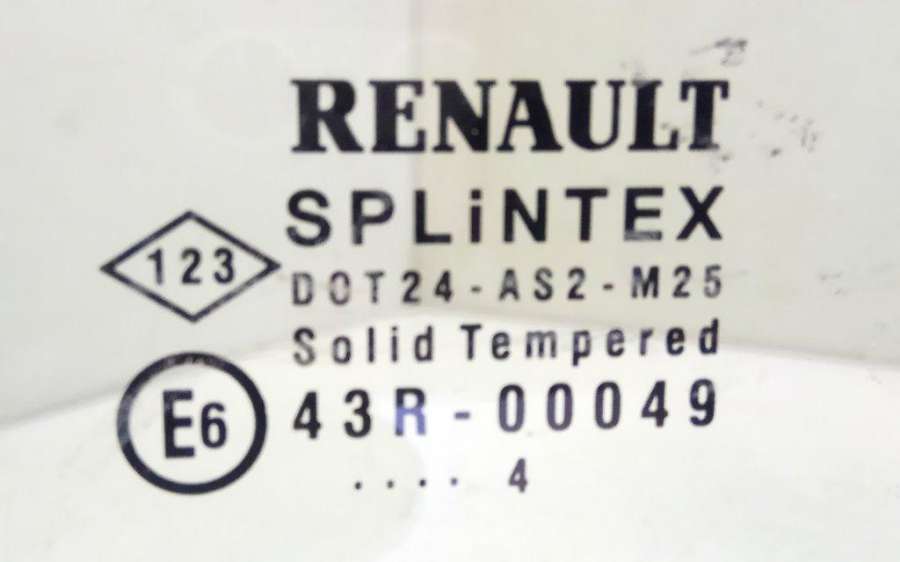 RENAULT
SPLiNTEX
123
DOT24-AS2-M25
Solid Tempered
E6
43R-00049
.... 4